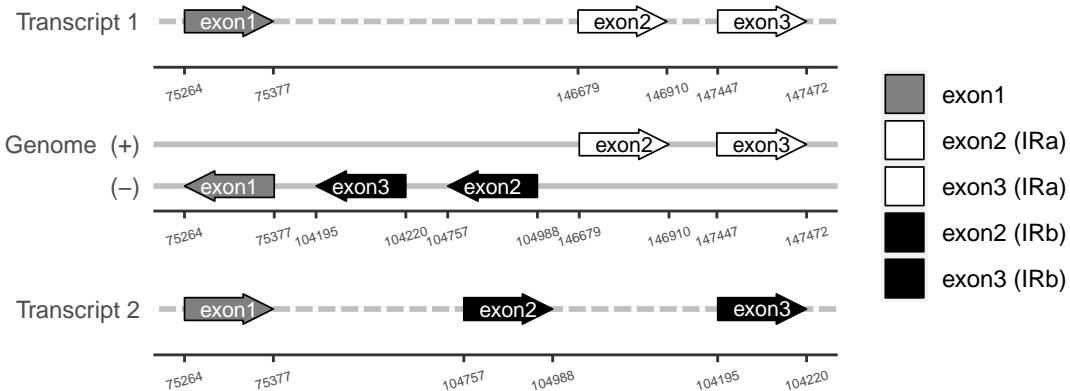 Transcript 1 exon1 exon2 exon3
75264 75377 146679 146910 147447 147472
Genome (+) exon2 exon3
(−) exon1 exon3 exon2
75264 75377 104195 104220 104757 104988 146679 146910 147447 147472
Transcript 2 exon1 exon2 exon3
75264 75377 104757 104988 104195 104220
exon1
exon2 (IRa)
exon3 (IRa)
exon2 (IRb)
exon3 (IRb)